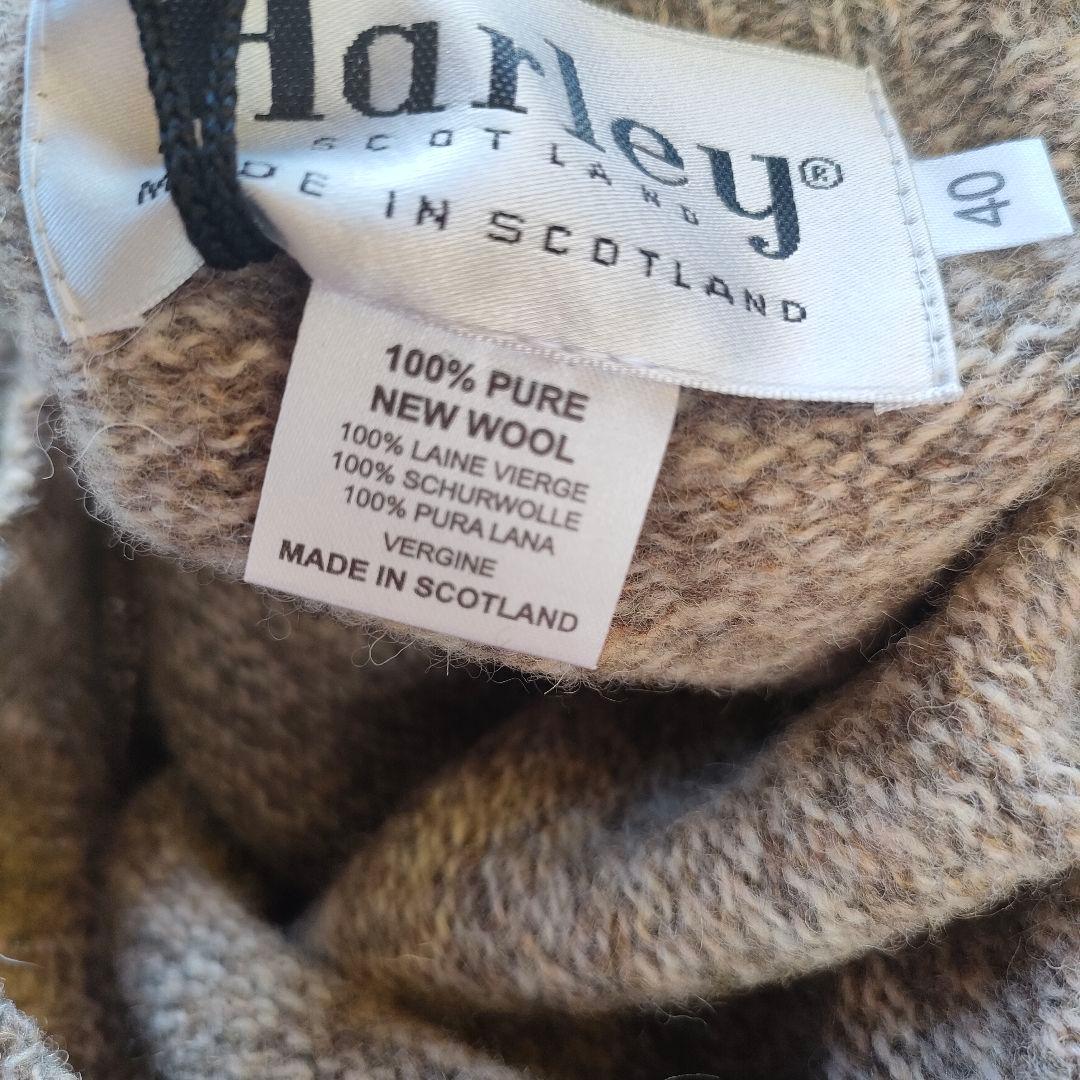 Harley®
SCOTLAND
MADE IN SCOTLAND
40
100% PURE
NEW WOOL
100% LAINE VIERGE
100% SCHURWOLLE
100% PURA LANA
VERGINE
MADE IN SCOTLAND